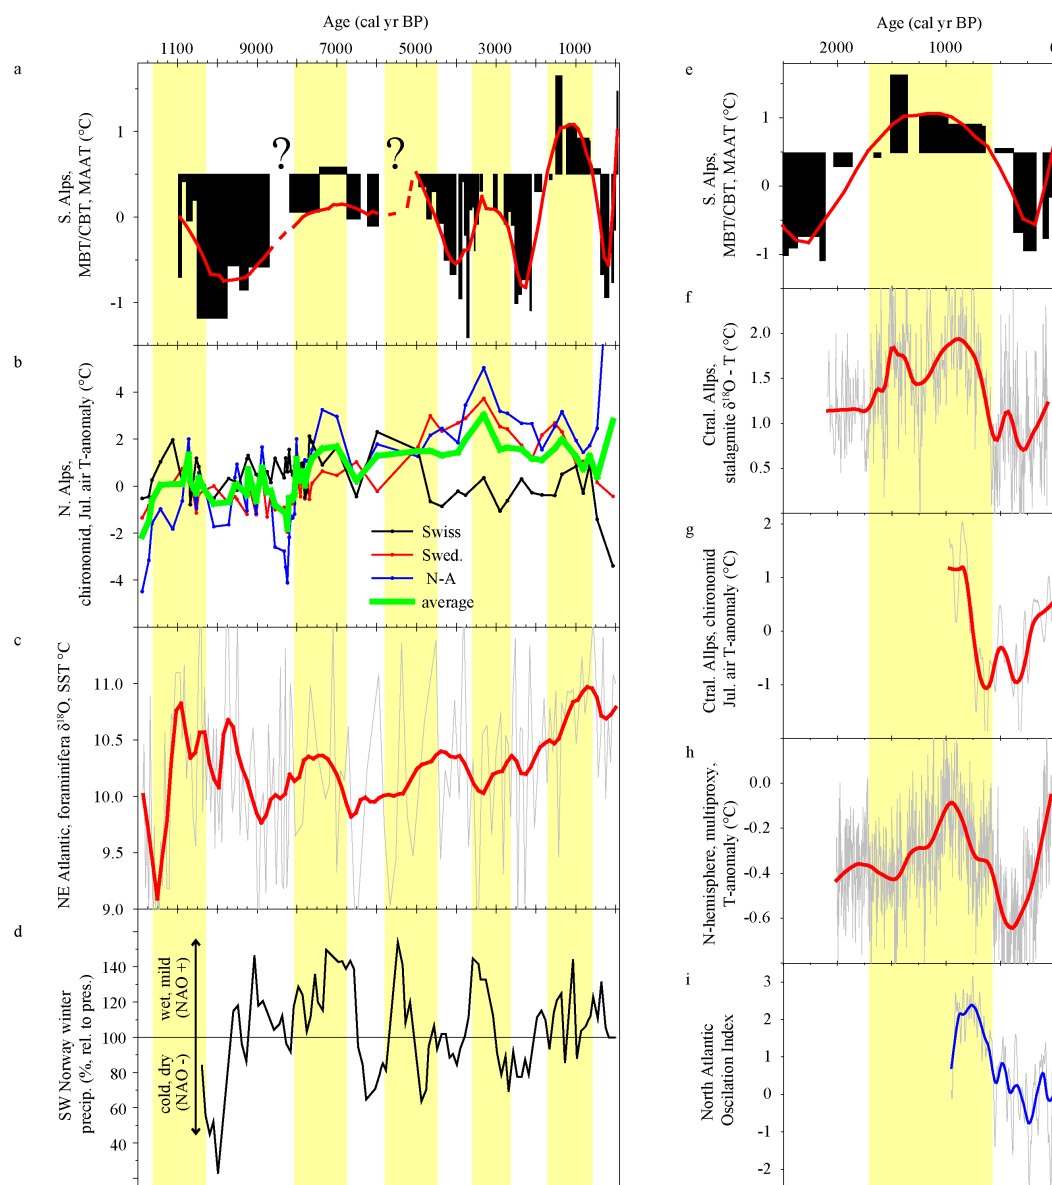 Age (cal yr BP)
1100 9000 7000 5000 3000 1000
a
S. Alps,
MBT/CBT, MAAT (°C)
1
0
-1
? ?
b
N. Alps,
chironomid, Jul. air T-anomaly (°C)
4
2
0
-2
-4
Swiss
Swed.
N-A
average
c
NE Atlantic, foraminifera δ¹⁸O, SST °C
11.0
10.5
10.0
9.5
9.0
d
SW Norway winter
precip. (%, rel. to pres.)
140
120
100
80
60
40
wet, mild
(NAO +)
cold, dry
(NAO -)
Age (cal yr BP)
2000 1000
e
S. Alps,
MBT/CBT, MAAT (°C)
1
0
-1
f
Ctral. Allps,
stalagmite δ¹⁸O - T (°C)
2.0
1.5
1.0
0.5
g
Ctral. Allps, chironomid
Jul. air T-anomaly (°C)
2
1
0
-1
h
N-hemisphere, multiproxy,
T-anomaly (°C)
0.0
-0.2
-0.4
-0.6
i
North Atlantic
Oscilation Index
3
2
1
0
-1
-2